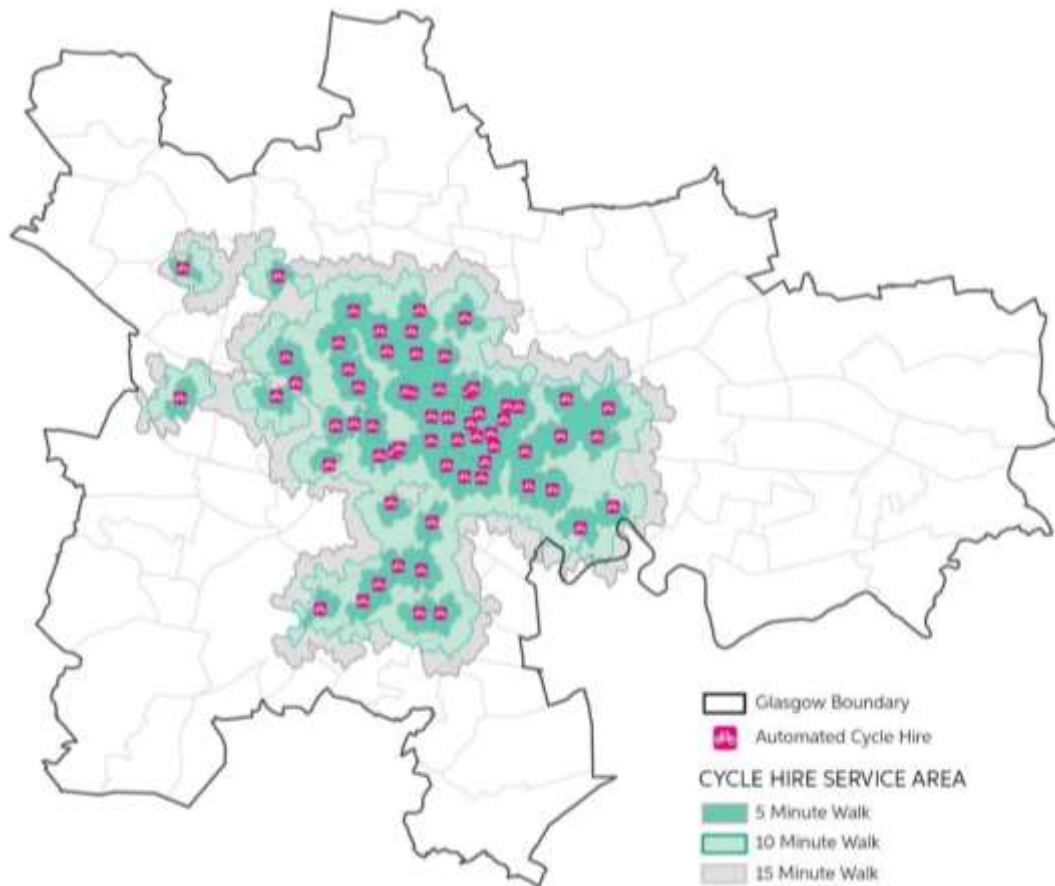 Glasgow Boundary
Automated Cycle Hire
CYCLE HIRE SERVICE AREA
5 Minute Walk
10 Minute Walk
15 Minute Walk